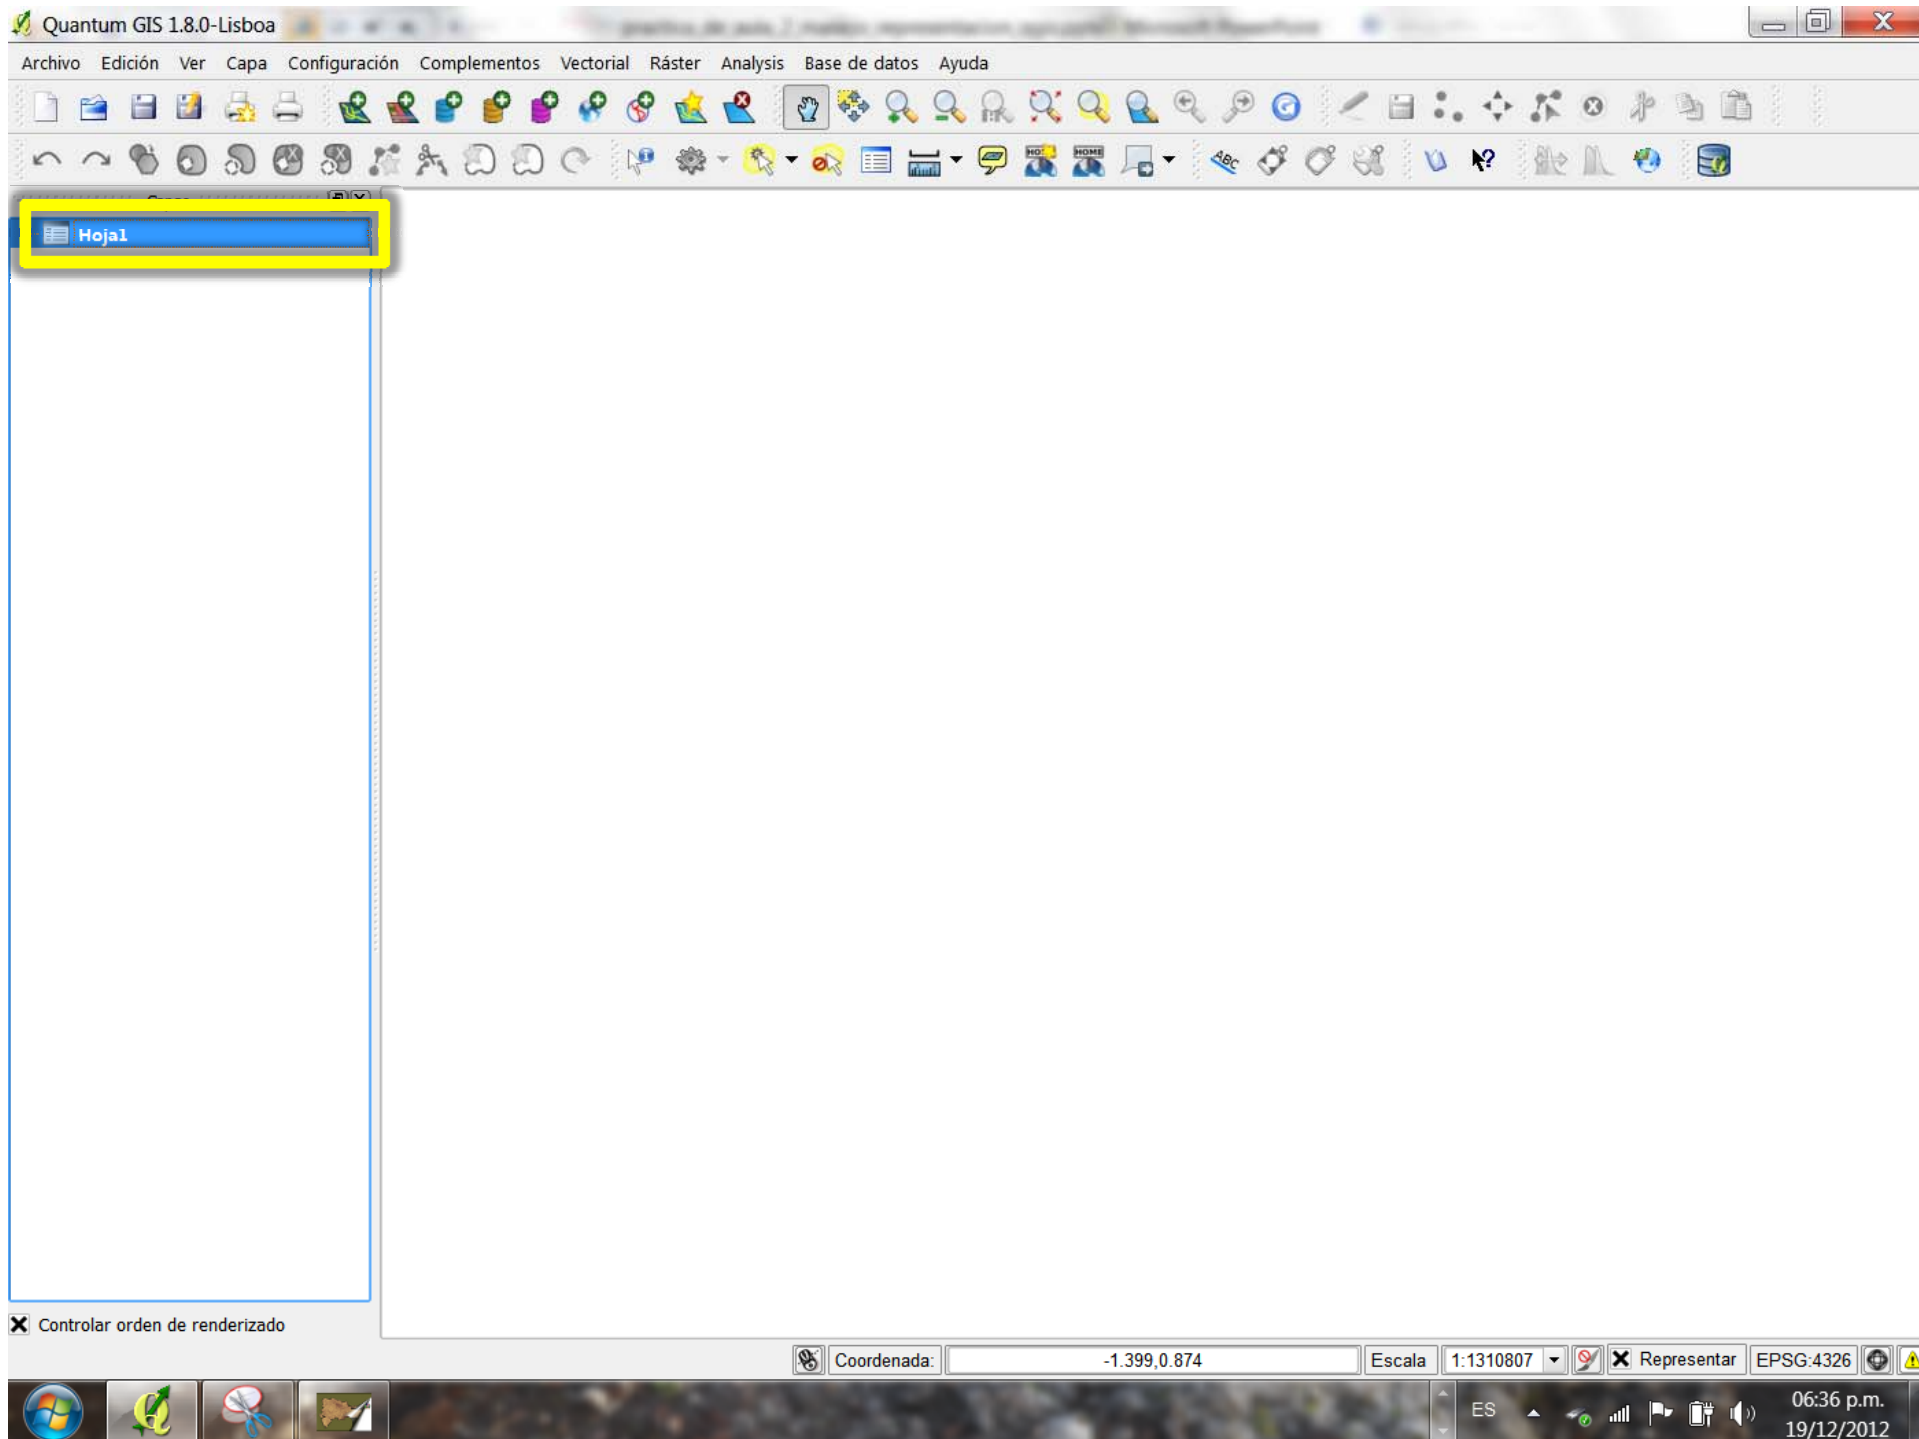 Quantum GIS 1.8.0-Lisboa
Archivo Edición Ver Capa Configuración Complementos Vectorial Ráster Analysis Base de datos Ayuda
Hoja1
Controlar orden de renderizado
Coordenada: -1.399,0.874 Escala 1:1310807 Representar EPSG:4326
ES 06:36 p.m.
19/12/2012